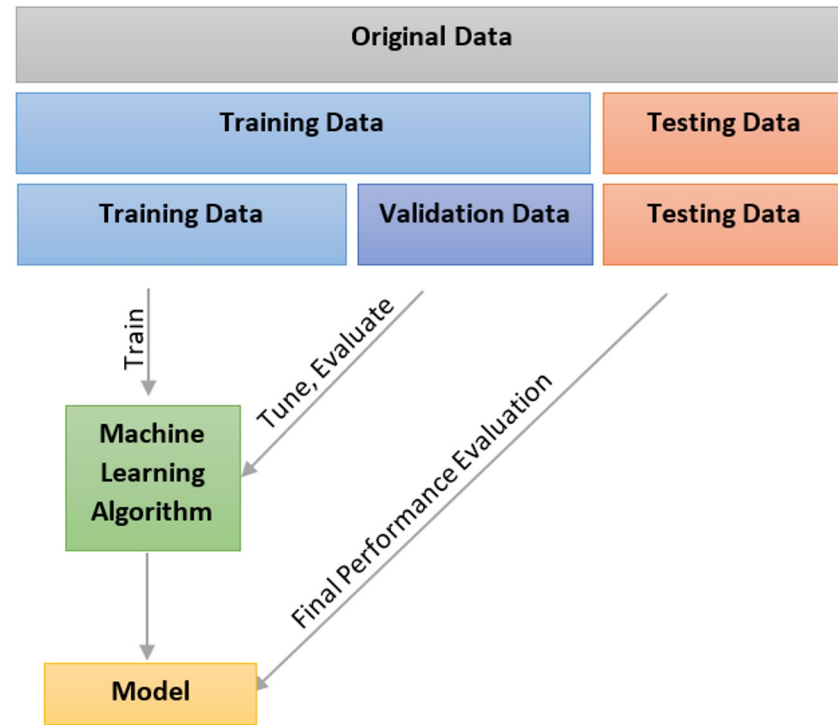 Original Data
Training Data
Testing Data
Training Data
Validation Data
Testing Data
Train
Tune, Evaluate
Final Performance Evaluation
Machine
Learning
Algorithm
Model